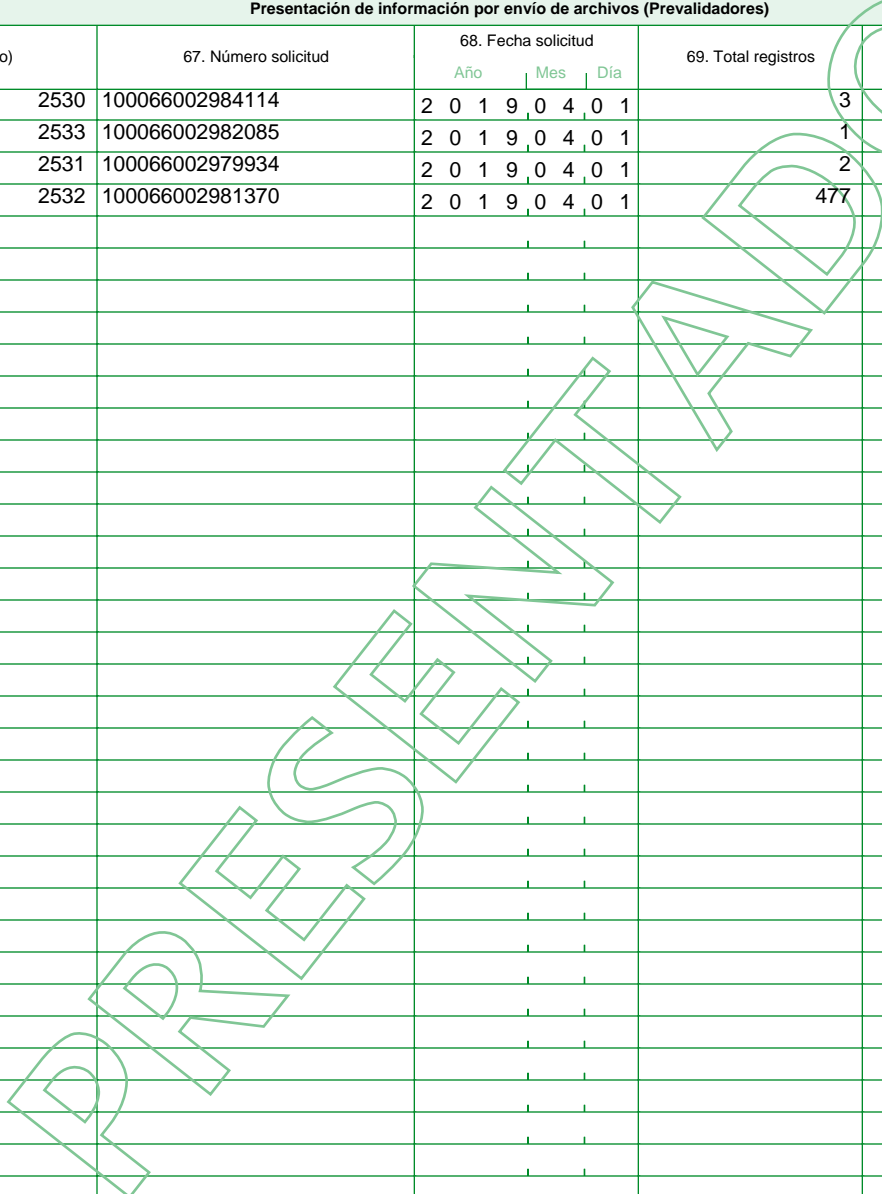 Presentación de información por envío de archivos (Prevalidadores)
o) 67. Número solicitud 68. Fecha solicitud 69. Total registros
Año Mes Día
2530 100066002984114 2 0 1 9 0 4 0 1 3
2533 100066002982085 2 0 1 9 0 4 0 1 1
2531 100066002979934 2 0 1 9 0 4 0 1 2
2532 100066002981370 2 0 1 9 0 4 0 1 477
PRESENTADO